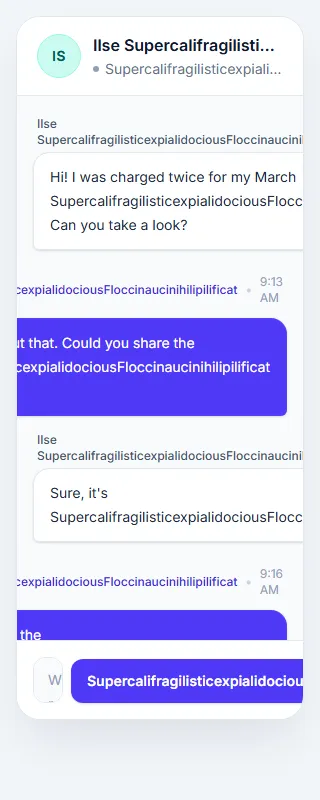 IS
Ilse Supercalifragilisti...
Supercalifragilisticexpiali...
Ilse
SupercalifragilisticexpialidociousFloccinaucini
Hi! I was charged twice for my March
SupercalifragilisticexpialidociousFlocc
Can you take a look?
cexpialidociousFloccinaucinihilipilificat
9:13
AM
ut that. Could you share the
cexpialidociousFloccinaucinihilipilificat
Ilse
SupercalifragilisticexpialidociousFloccinaucini
Sure, it's
SupercalifragilisticexpialidociousFlocc
cexpialidociousFloccinaucinihilipilificat
9:16
AM
the
W
Supercalifragilisticexpialidociou